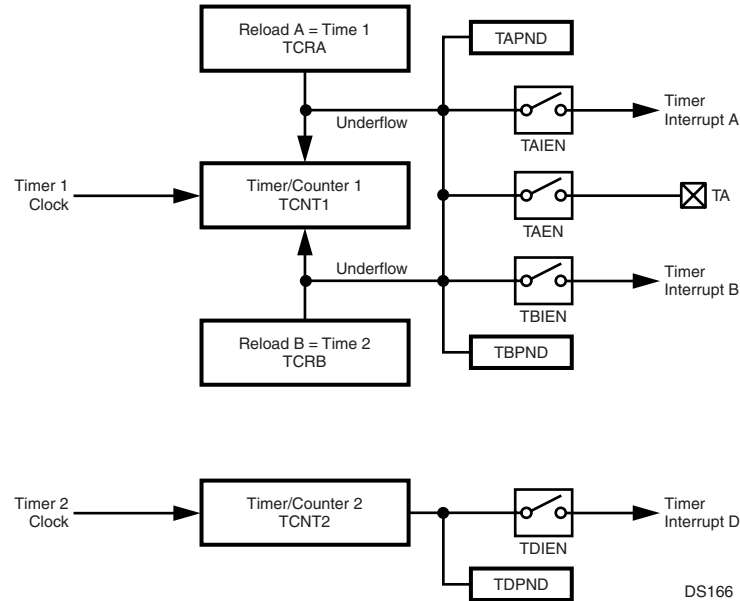 Reload A = Time 1
TCRA
TAPND
Underflow
Timer
Interrupt A
TAIEN
Timer 1
Clock
Timer/Counter 1
TCNT1
TA
TAEN
Underflow
Timer
Interrupt B
TBIEN
Reload B = Time 2
TCRB
TBPND
Timer 2
Clock
Timer/Counter 2
TCNT2
Timer
Interrupt D
TDIEN
TDPND
DS166